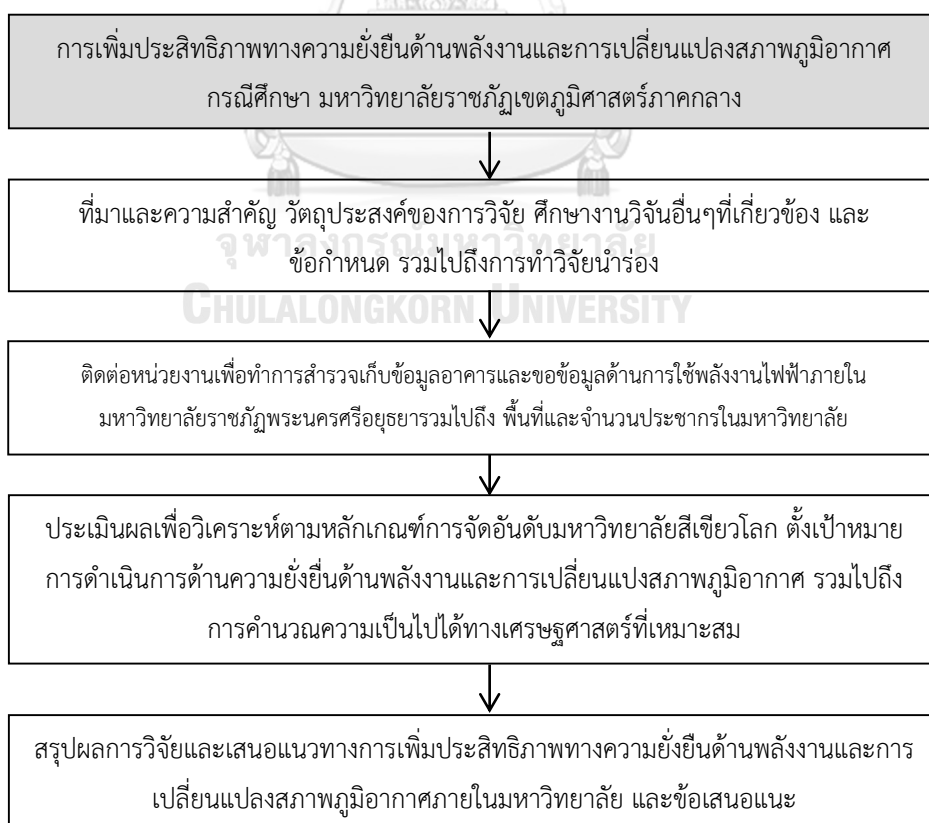 การเพิ่มประสิทธิภาพทางความยั่งยืนด้านพลังงานและการเปลี่ยนแปลงสภาพภูมิอากาศ
กรณีศึกษา มหาวิทยาลัยราชภัฏเขตภูมิศาสตร์ภาคกลาง
ที่มาและความสำคัญ วัตถุประสงค์ของการวิจัย ศึกษางานวิจันอื่นๆที่เกี่ยวข้อง และ
จุฬาลงกรณ์มหาวิทยาลัย
ข้อกำหนด รวมไปถึงการทำวิจัยนำร่อง
CHULALONGKORN UNIVERSITY
ติดต่อหน่วยงานเพื่อทำการสำรวจเก็บข้อมูลอาคารและขอข้อมูลด้านการใช้พลังงานไฟฟ้าภายใน
มหาวิทยาลัยราชภัฏพระนครศรีอยุธยารวมไปถึง พื้นที่และจำนวนประชากรในมหาวิทยาลัย
ประเมินผลเพื่อวิเคราะห์ตามหลักเกณฑ์การจัดอันดับมหาวิทยาลัยสีเขียวโลก ตั้งเป้าหมาย
การดำเนินการด้านความยั่งยื่นด้านพลังงานและการเปลี่ยนแปงสภาพภูมิอากาศ รวมไปถึง
การคำนวณความเป็นไปได้ทางเศรษฐศาสตร์ที่เหมาะสม
สรุปผลการวิจัยและเสนอแนวทางการเพิ่มประสิทธิภาพทางความยั่งยืนด้านพลังงานและการ
เปลี่ยนแปลงสภาพภูมิอากาศภายในมหาวิทยาลัย และข้อเสนอแนะ